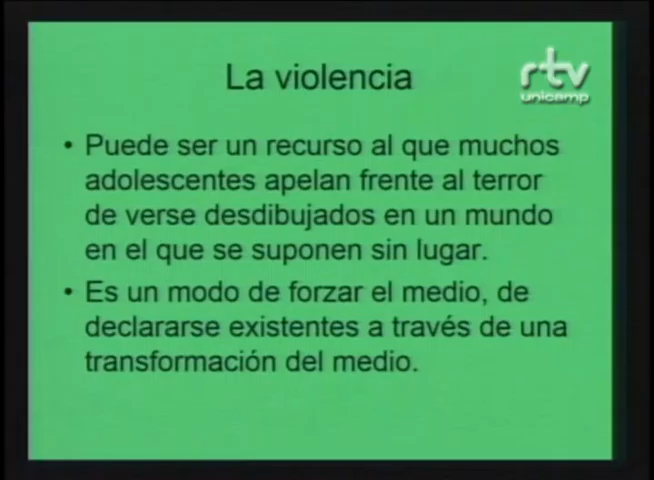 La violencia
rtv
unicamp
• Puede ser un recurso al que muchos
adolescentes apelan frente al terror
de verse desdibujados en un mundo
en el que se suponen sin lugar.
• Es un modo de forzar el medio, de
declararse existentes a través de una
transformación del medio.